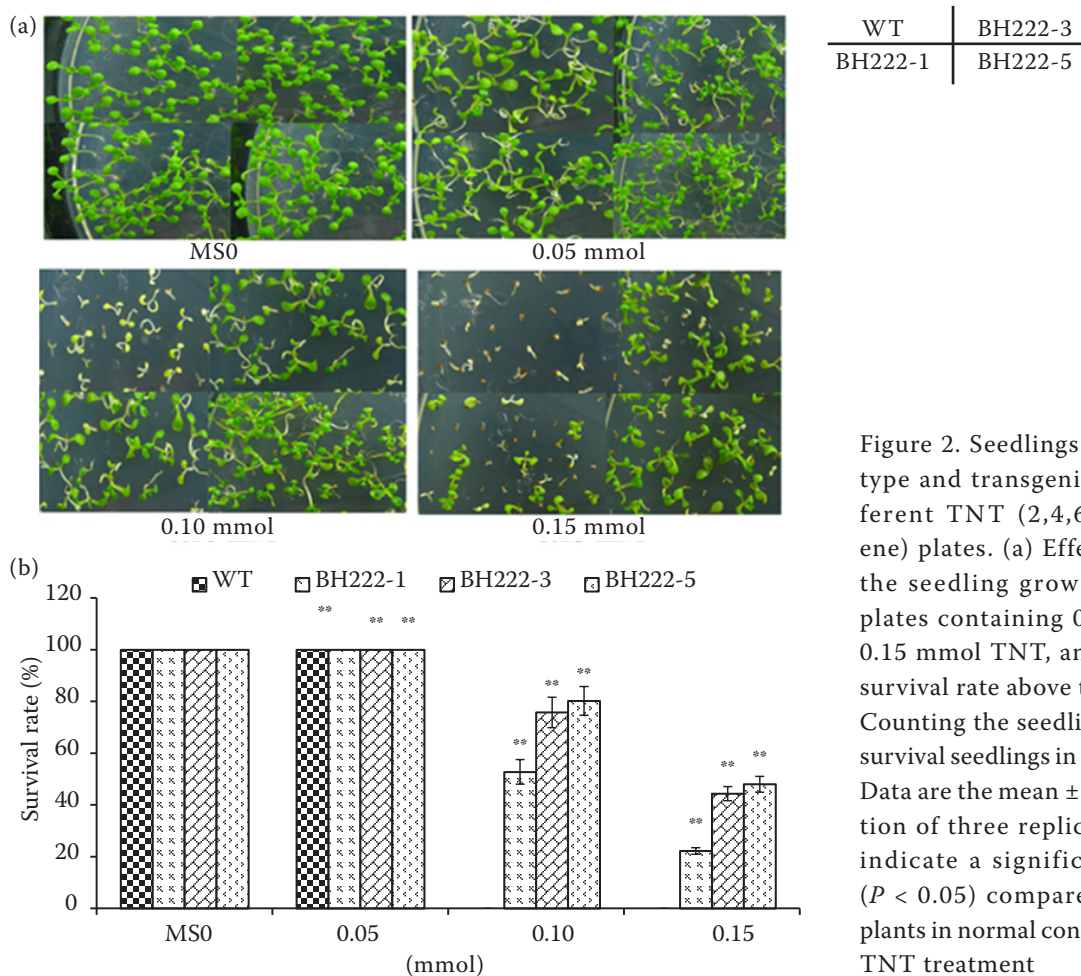 (a)
WT BH222-3
BH222-1 BH222-5
MS0 0.05 mmol
0.10 mmol 0.15 mmol
(b)
WT BH222-1 BH222-3 BH222-5
120
100
80
60
40
20
0
Survival rate (%)
** ** **
** ** **
** ** **
MS0 0.05 0.10 0.15
(mmol)
Figure 2. Seedlings
type and transgeni
ferent TNT (2,4,6
ene) plates. (a) Effe
the seedling grow
plates containing 0
0.15 mmol TNT, ar
survival rate above t
Counting the seedli
survival seedlings in
Data are the mean ±
tion of three replic
indicate a signific
(P < 0.05) compare
plants in normal con
TNT treatment